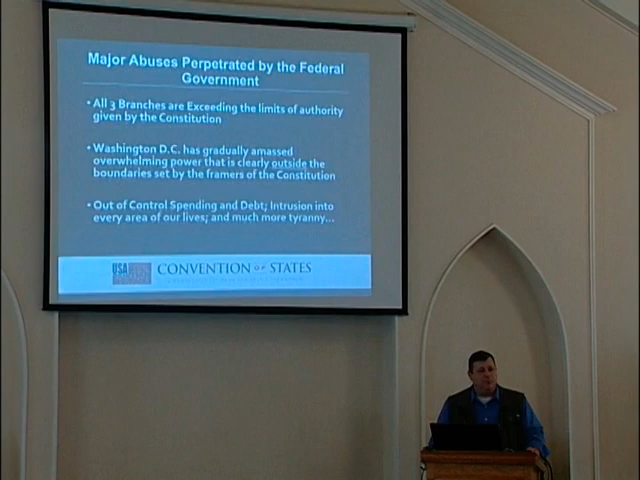 Major Abuses Perpetrated by the Federal
Government
• All 3 Branches are Exceeding the limits of authority
given by the Constitution
• Washington D.C. has gradually amassed
overwhelming power that is clearly outside the
boundaries set by the framers of the Constitution
• Out of Control Spending and Debt; Intrusion into
every area of our lives; and much more tyranny...
USA
CONVENTION OF STATES